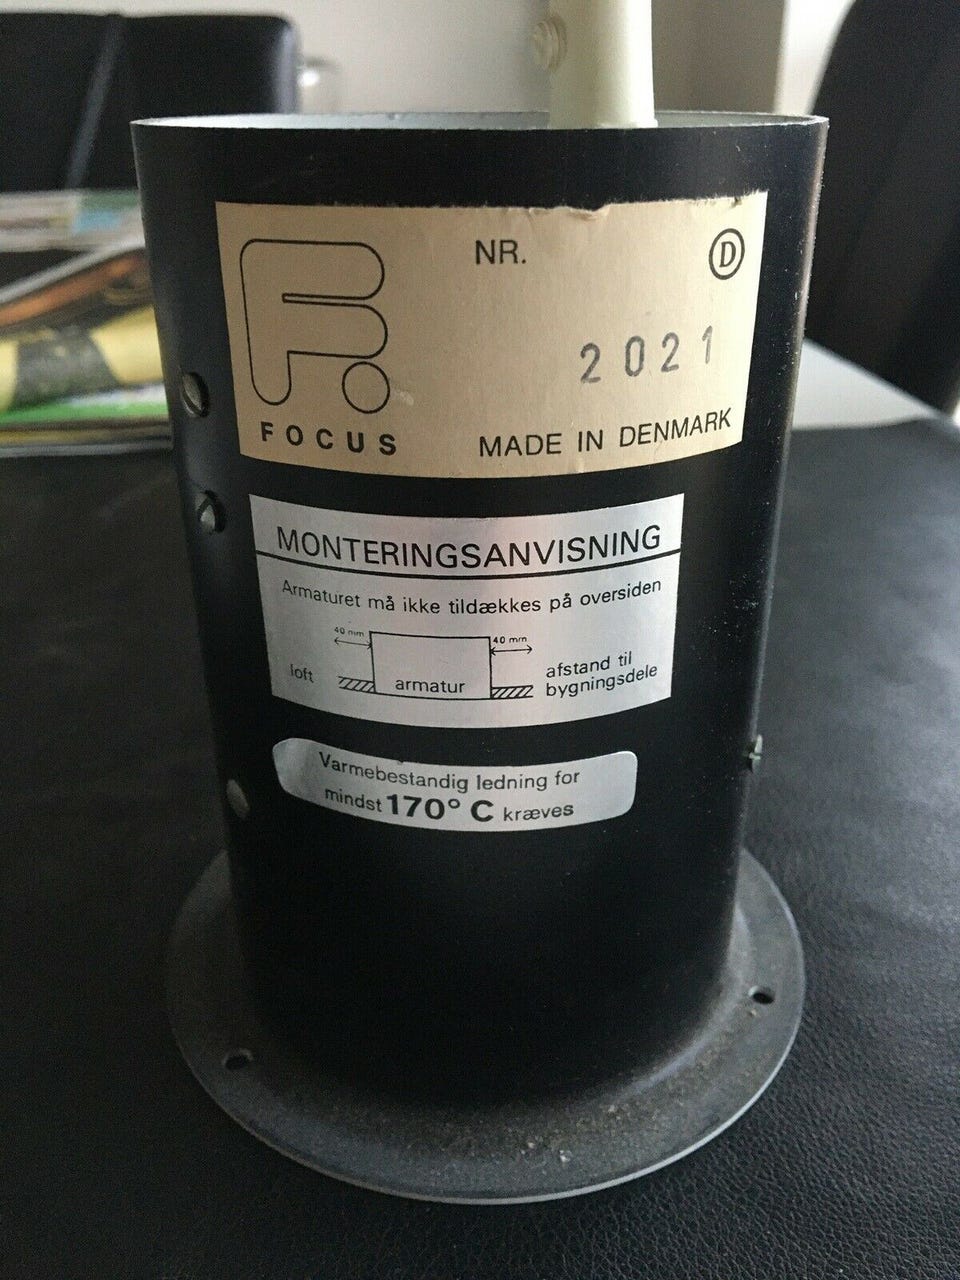 F.
FOCUS
NR.
D
2021
MADE IN DENMARK
MONTERINGSANVISNING
Armaturet må ikke tildækkes på oversiden
40 mm
40 mm
loft
armatur
afstand til
bygningsdele
Varmebestandig ledning for
mindst 170° C kræves